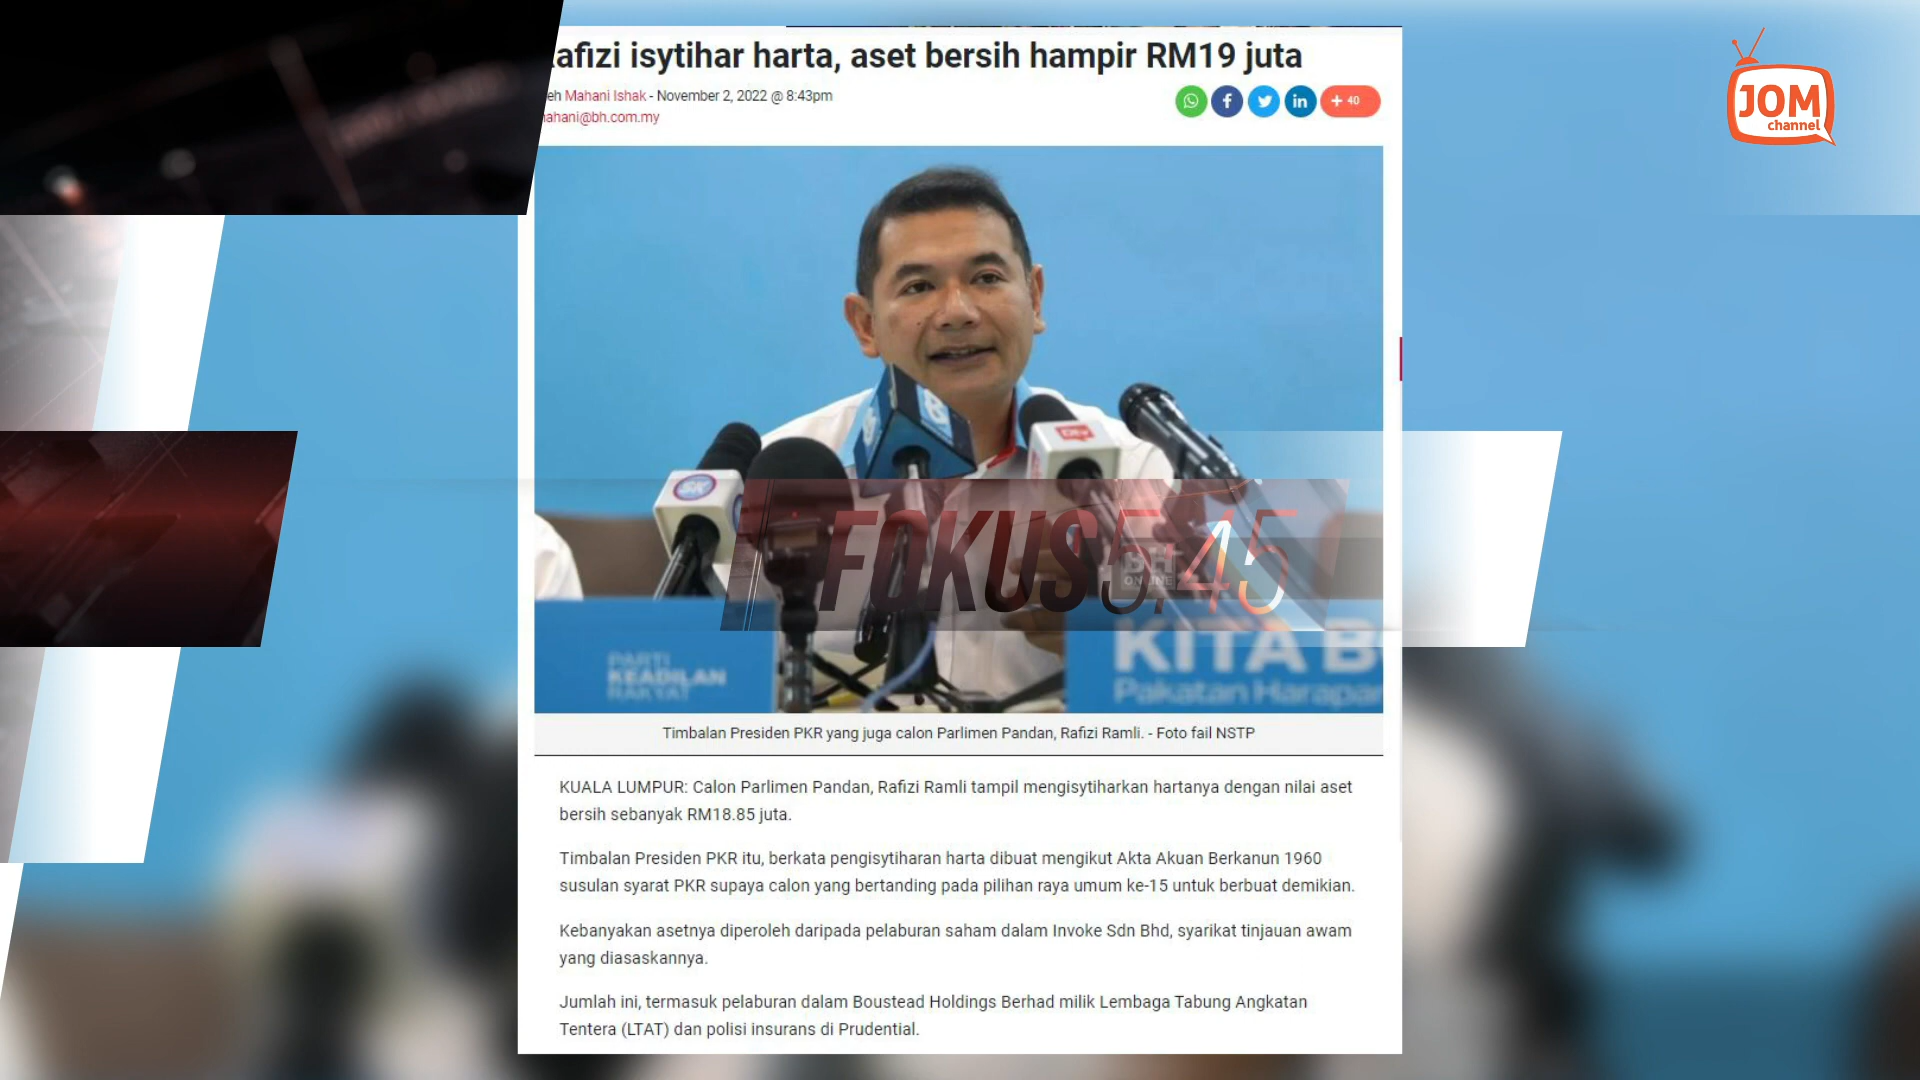 afizi isytihar harta, aset bersih hampir RM19 juta
eh Mahani Ishak - November 2, 2022 @ 8:43pm
ahani@bh.com.my
+ 40
JOM
channel
SK
FOKUS 5:45
BH
ONLINE
PARTI
KEADILAN
RAKYAT
KITA B
Pakatan Harapan
Timbalan Presiden PKR yang juga calon Parlimen Pandan, Rafizi Ramli. - Foto fail NSTP
KUALA LUMPUR: Calon Parlimen Pandan, Rafizi Ramli tampil mengisytiharkan hartanya dengan nilai aset
bersih sebanyak RM18.85 juta.
Timbalan Presiden PKR itu, berkata pengisytiharan harta dibuat mengikut Akta Akuan Berkanun 1960
susulan syarat PKR supaya calon yang bertanding pada pilihan raya umum ke-15 untuk berbuat demikian.
Kebanyakan asetnya diperoleh daripada pelaburan saham dalam Invoke Sdn Bhd, syarikat tinjauan awam
yang diasaskannya.
Jumlah ini, termasuk pelaburan dalam Boustead Holdings Berhad milik Lembaga Tabung Angkatan
Tentera (LTAT) dan polisi insurans di Prudential.